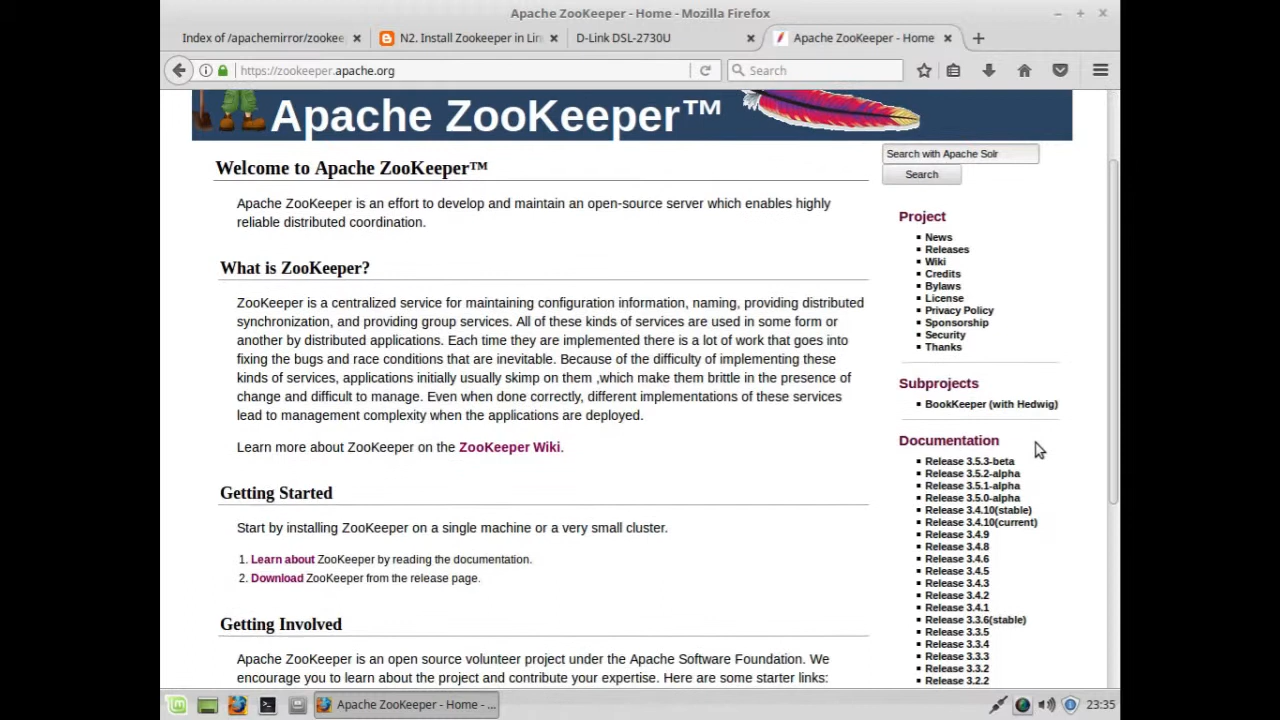 Apache ZooKeeper - Home - Mozilla Firefox
Index of /apachemirror/zookee
N2. Install Zookeeper in Lin
D-Link DSL-2730U
Apache ZooKeeper - Home
https://zookeeper.apache.org
Search
Apache ZooKeeper™
Search with Apache Solr
Search
Welcome to Apache ZooKeeper™
Apache ZooKeeper is an effort to develop and maintain an open-source server which enables highly
reliable distributed coordination.
What is ZooKeeper?
ZooKeeper is a centralized service for maintaining configuration information, naming, providing distributed
synchronization, and providing group services. All of these kinds of services are used in some form or
another by distributed applications. Each time they are implemented there is a lot of work that goes into
fixing the bugs and race conditions that are inevitable. Because of the difficulty of implementing these
kinds of services, applications initially usually skimp on them ,which make them brittle in the presence of
change and difficult to manage. Even when done correctly, different implementations of these services
lead to management complexity when the applications are deployed.
Learn more about ZooKeeper on the ZooKeeper Wiki.
Getting Started
Start by installing ZooKeeper on a single machine or a very small cluster.
1. Learn about ZooKeeper by reading the documentation.
2. Download ZooKeeper from the release page.
Getting Involved
Apache ZooKeeper is an open source volunteer project under the Apache Software Foundation. We
encourage you to learn about the project and contribute your expertise. Here are some starter links:
Project
News
Releases
Wiki
Credits
Bylaws
License
Privacy Policy
Sponsorship
Security
Thanks
Subprojects
BookKeeper (with Hedwig)
Documentation
Release 3.5.3-beta
Release 3.5.2-alpha
Release 3.5.1-alpha
Release 3.5.0-alpha
Release 3.4.10(stable)
Release 3.4.10(current)
Release 3.4.9
Release 3.4.8
Release 3.4.6
Release 3.4.5
Release 3.4.3
Release 3.4.2
Release 3.4.1
Release 3.3.6(stable)
Release 3.3.5
Release 3.3.4
Release 3.3.3
Release 3.3.2
Release 3.2.2
Apache ZooKeeper - Home - ...
23:35